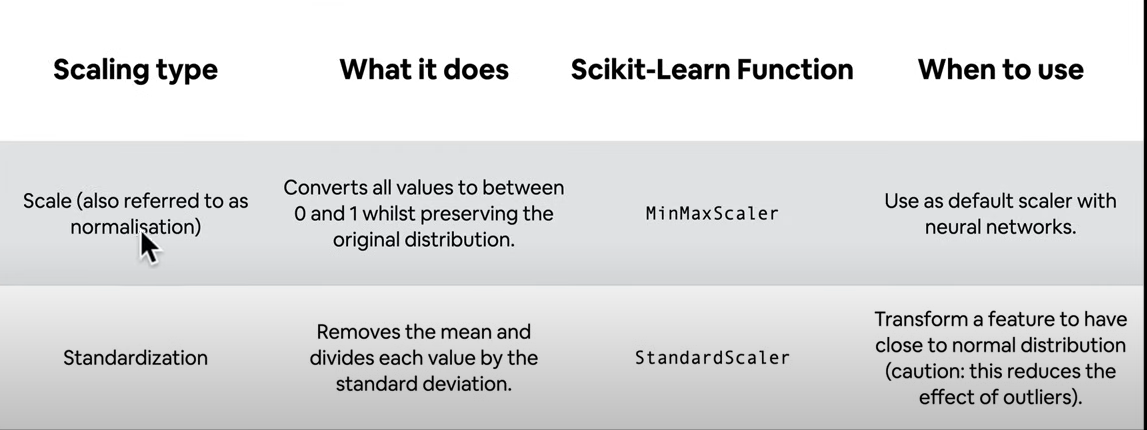 Scaling type
What it does
Scikit-Learn Function
When to use
Scale (also referred to as
normalisation)
Converts all values to between
0 and 1 whilst preserving the
original distribution.
MinMaxScaler
Use as default scaler with
neural networks.
Standardization
Removes the mean and
divides each value by the
standard deviation.
StandardScaler
Transform a feature to have
close to normal distribution
(caution: this reduces the
effect of outliers).